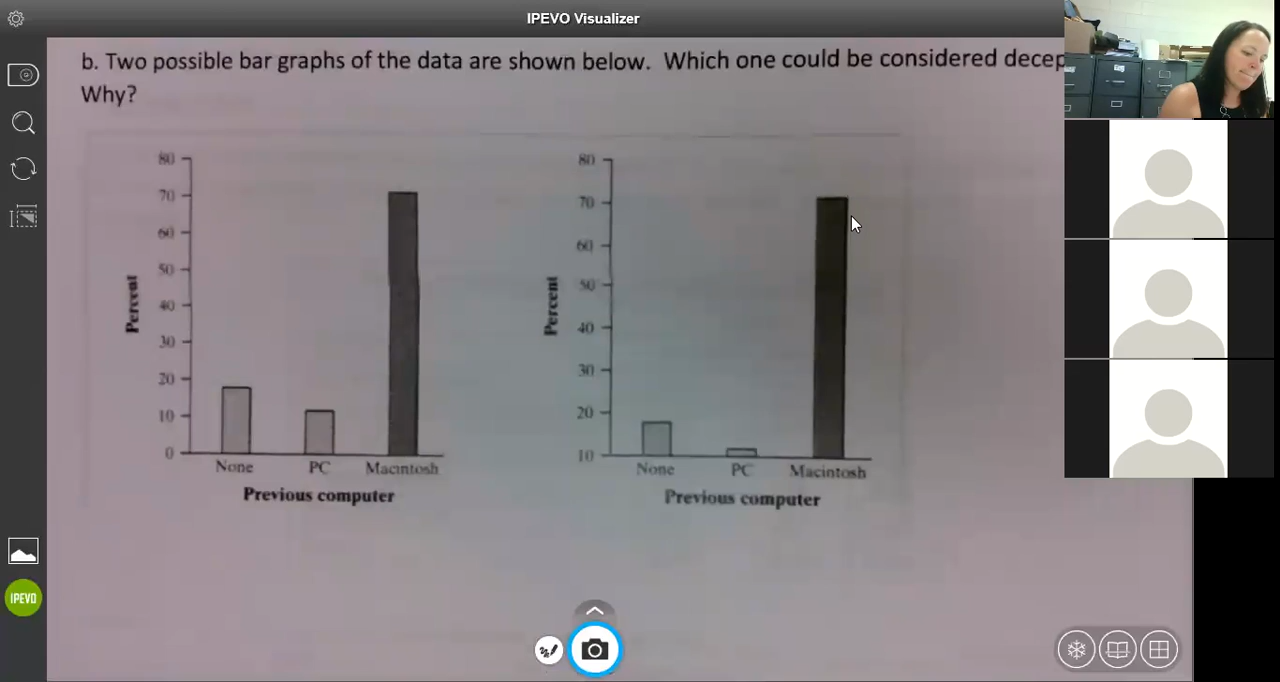 IPEVO Visualizer
b. Two possible bar graphs of the data are shown below. Which one could be considered decep
Why?
80
70
60
50
40
30
20
10
0
Percent
None PC Macintosh
Previous computer
80
70
60
50
40
30
20
10
Percent
None PC Macintosh
Previous computer
IPEVO